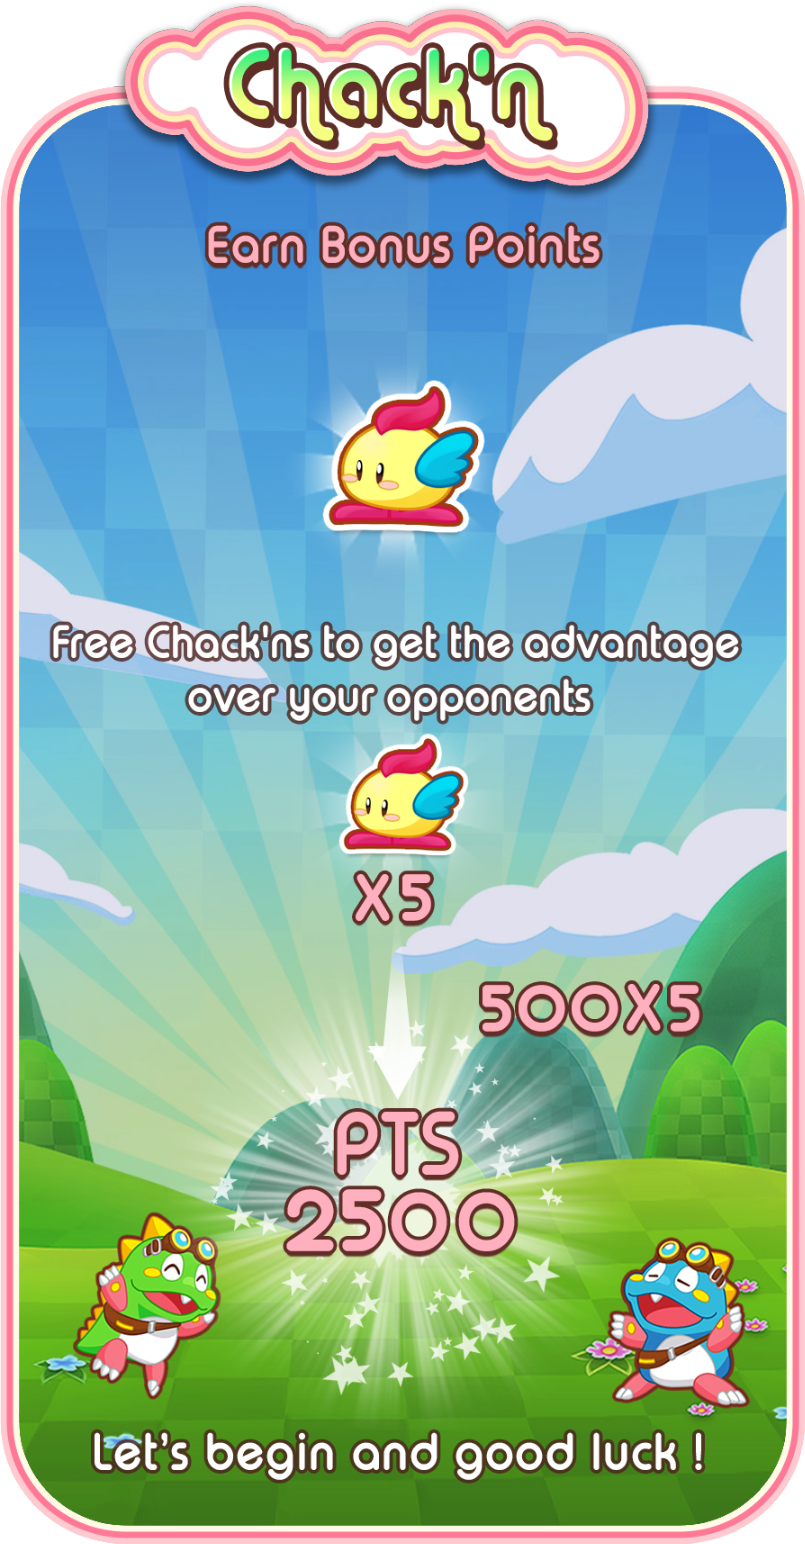 Chack'n
Earn Bonus Points
Free Chack'ns to get the advantage
over your opponents
X5
500X5
PTS
2500
Let's begin and good luck !